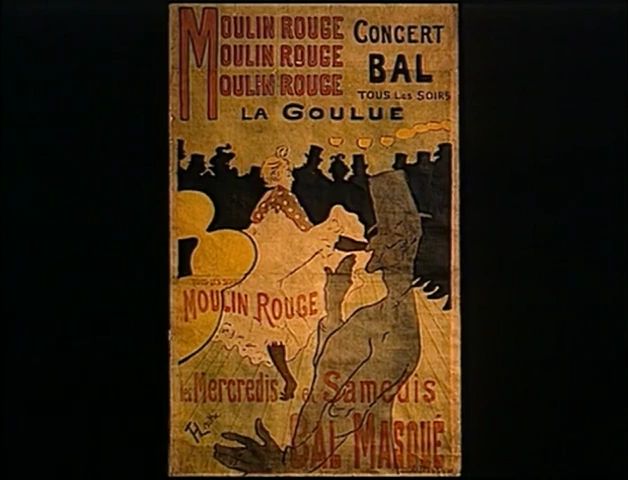 MOULIN ROUGE
CONCERT
MOULIN ROUGE
BAL
MOULIN ROUGE
TOUS LES SOIRS
LA GOULUE
MOULIN ROUGE
les Mercredis et Samedis
BAL MASQUÉ